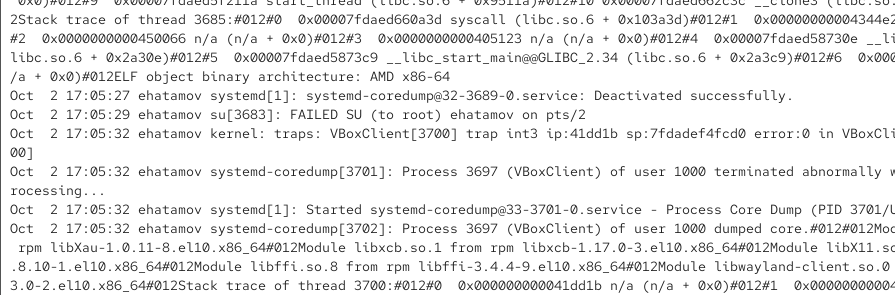 0x0)#012#9  0x00007fdaed5f211a start_thread (libc.so.6 + 0x9511a)#012#10 0x00007fdaed662c3c __clone3 (libc.so.
2Stack trace of thread 3685:#012#0  0x00007fdaed660a3d syscall (libc.so.6 + 0x103a3d)#012#1  0x00000000004344e2
#2  0x0000000000450066 n/a (n/a + 0x0)#012#3  0x0000000000405123 n/a (n/a + 0x0)#012#4  0x00007fdaed58730e __li
libc.so.6 + 0x2a30e)#012#5  0x00007fdaed5873c9 __libc_start_main@@GLIBC_2.34 (libc.so.6 + 0x2a3c9)#012#6  0x000
/a + 0x0)#012ELF object binary architecture: AMD x86-64
Oct  2 17:05:27 ehatamov systemd[1]: systemd-coredump@32-3689-0.service: Deactivated successfully.
Oct  2 17:05:29 ehatamov su[3683]: FAILED SU (to root) ehatamov on pts/2
Oct  2 17:05:32 ehatamov kernel: traps: VBoxClient[3700] trap int3 ip:41dd1b sp:7fdadef4fcd0 error:0 in VBoxCli
00]
Oct  2 17:05:32 ehatamov systemd-coredump[3701]: Process 3697 (VBoxClient) of user 1000 terminated abnormally w
rocessing...
Oct  2 17:05:32 ehatamov systemd[1]: Started systemd-coredump@33-3701-0.service - Process Core Dump (PID 3701/U
Oct  2 17:05:32 ehatamov systemd-coredump[3702]: Process 3697 (VBoxClient) of user 1000 dumped core.#012#012Mod
rpm libXau-1.0.11-8.el10.x86_64#012Module libxcb.so.1 from rpm libxcb-1.17.0-3.el10.x86_64#012Module libX11.so
.8.10-1.el10.x86_64#012Module libffi.so.8 from rpm libffi-3.4.4-9.el10.x86_64#012Module libwayland-client.so.0
3.0-2.el10.x86_64#012Stack trace of thread 3700:#012#0  0x000000000041dd1b n/a (n/a + 0x0)#012#1  0x0000000000